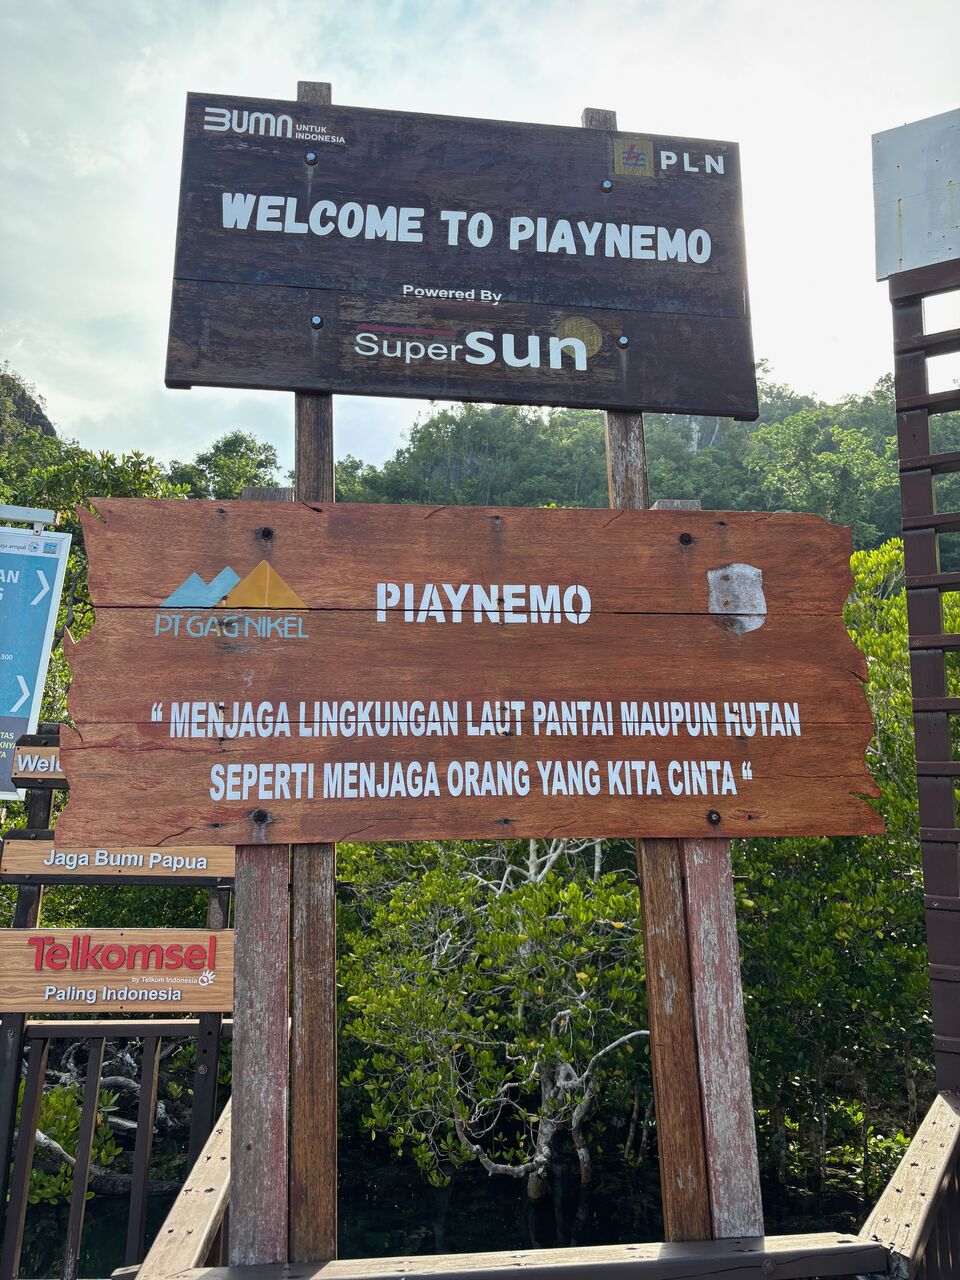 BUMN UNTUK INDONESIA
PLN
WELCOME TO PIAYNEMO
Powered By
SuperSun
PT GAG NIKEL
PIAYNEMO
“ MENJAGA LINGKUNGAN LAUT PANTAI MAUPUN HUTAN
SEPERTI MENJAGA ORANG YANG KITA CINTA “
Jaga Bumi Papua
Telkomsel
by Telkom Indonesia
Paling Indonesia